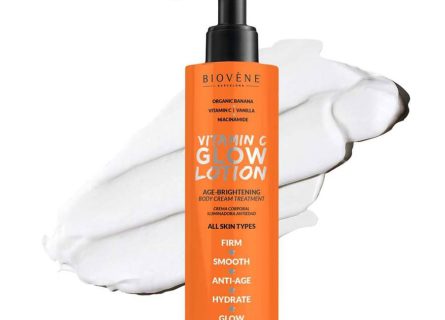 BIOVÈNE
BARCELONA
ORGANIC BANANA
VITAMIN C | VANILLA
NIACINAMIDE
VITAMIN C
GLOW
LOTION
AGE-BRIGHTENING
BODY CREAM TREATMENT
CREMA CORPORAL
ILUMINADORA ANTIEDAD
ALL SKIN TYPES
FIRM
+
SMOOTH
+
ANTI-AGE
+
HYDRATE
+
GLOW